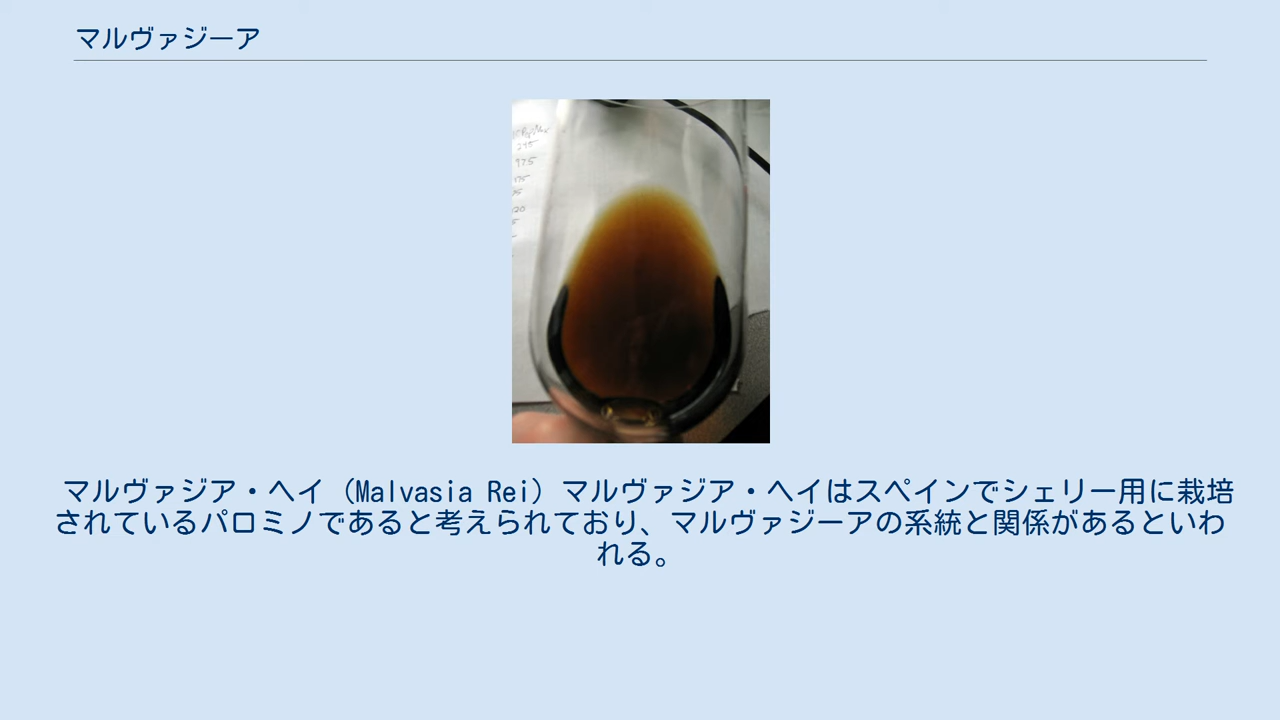 マルヴァジーア
245
975
175
120
マルヴァジア・ヘイ（Malvasia Rei）マルヴァジア・ヘイはスペインでシェリー用に栽培
されているパロミノであると考えられており、マルヴァジーアの系統と関係があるといわ
れる。